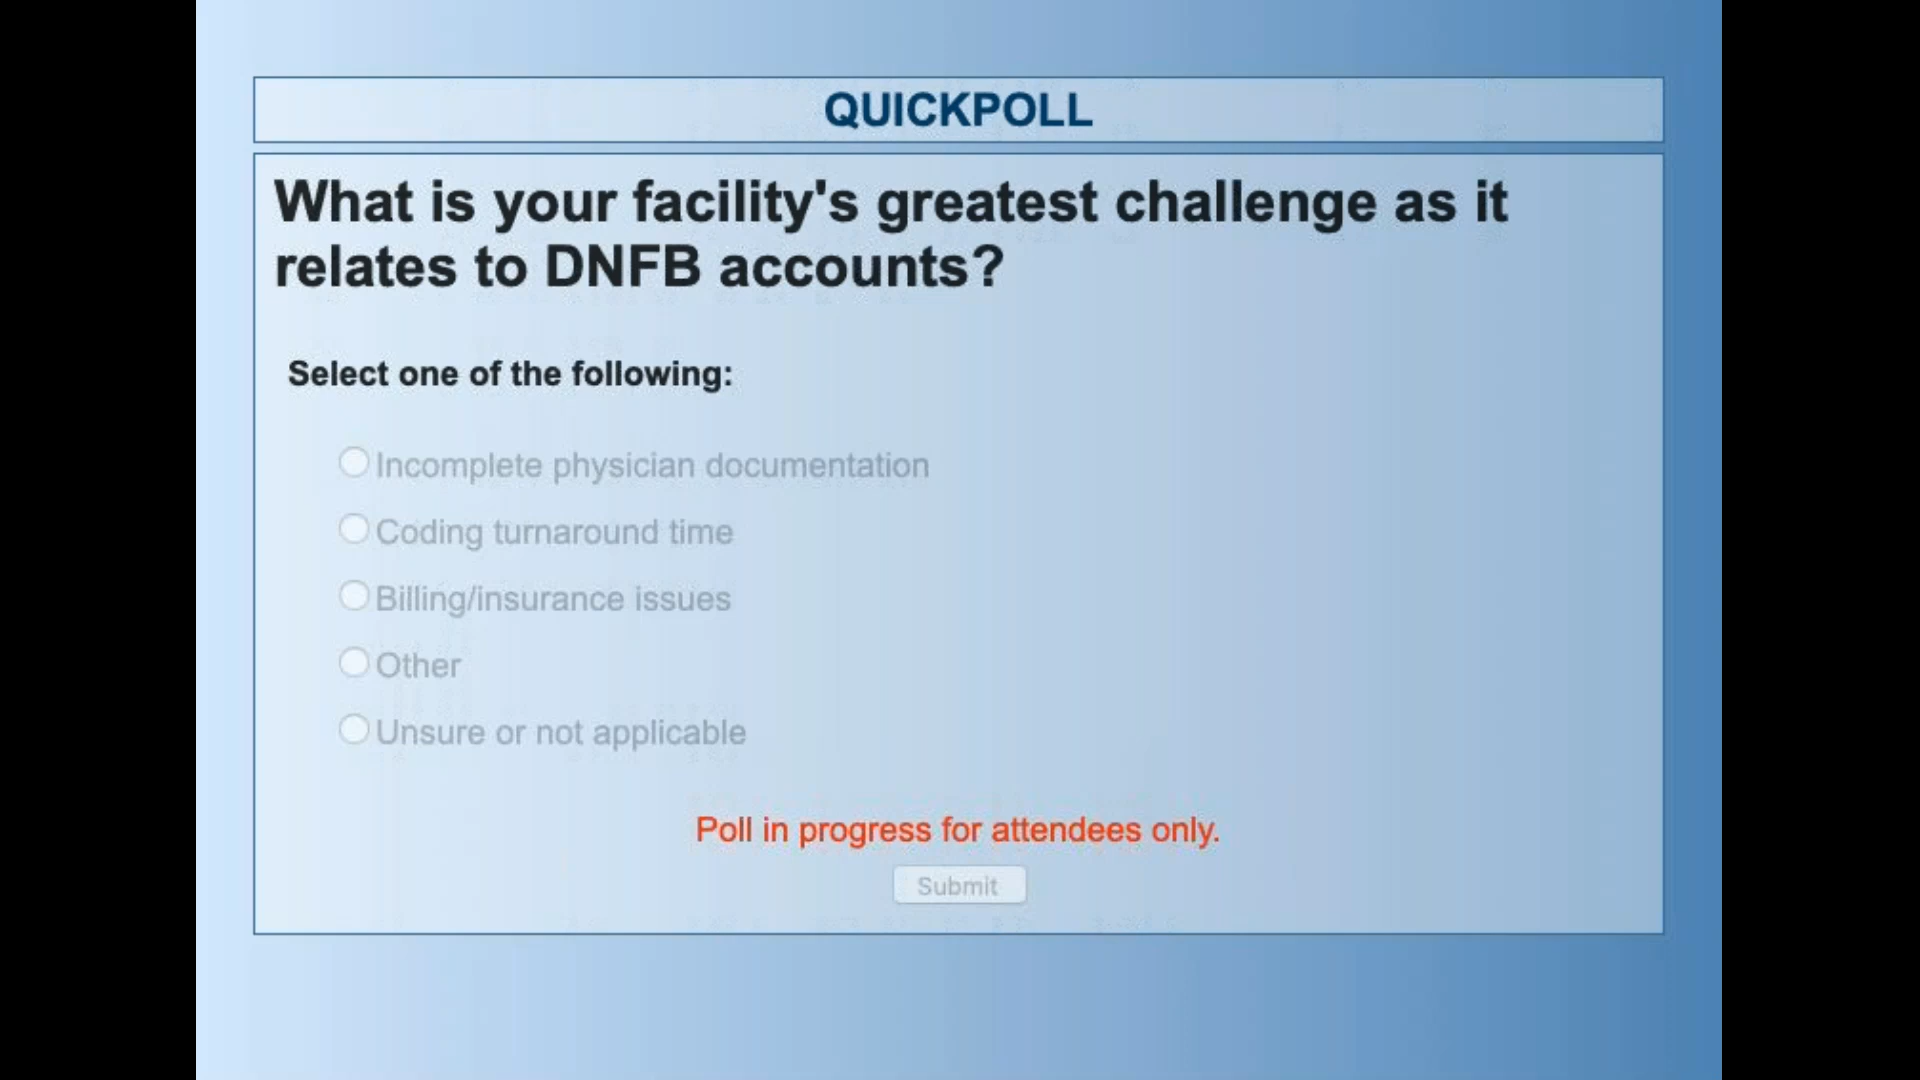 QUICKPOLL
What is your facility's greatest challenge as it
relates to DNFB accounts?
Select one of the following:
Incomplete physician documentation
Coding turnaround time
Billing/insurance issues
Other
Unsure or not applicable
Poll in progress for attendees only.
Submit